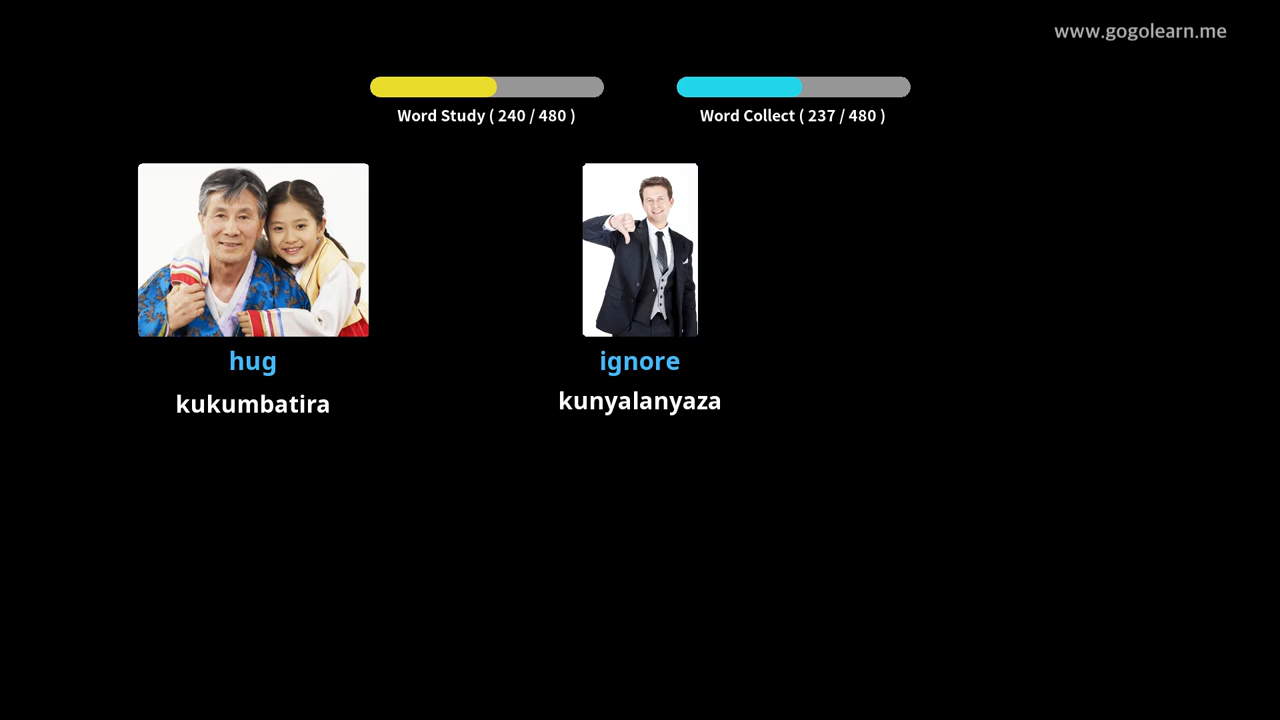 www.gogolearn.me
Word Study ( 240 / 480 )
Word Collect ( 237 / 480 )
hug
kukumbatira
ignore
kunyalanyaza